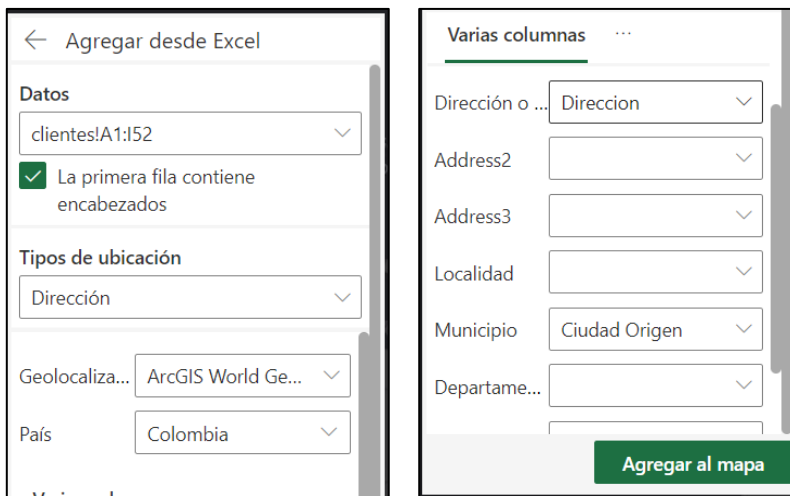 Agregar desde Excel
Datos
clientes!A1:I52
La primera fila contiene
encabezados
Tipos de ubicación
Dirección
Geolocaliza... ArcGIS World Ge...
País Colombia
Varias columnas ...
Dirección o ... Direccion
Address2
Address3
Localidad
Municipio Ciudad Origen
Departame...
Agregar al mapa